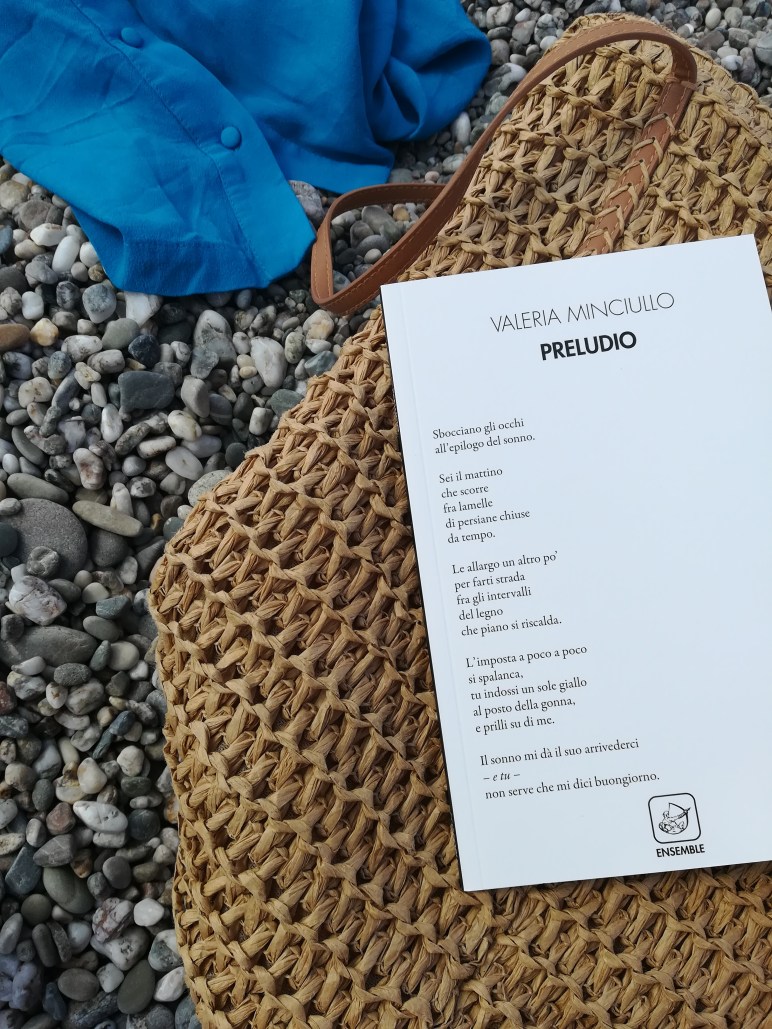 VALERIA MINCIULLO
PRELUDIO
Sbocciano gli occhi
all'epilogo del sonno.
Sei il mattino
che scorre
fra lamelle
di persiane chiuse
da tempo.
Le allargo un altro po'
per farti strada
fra gli intervalli
del legno
che piano si riscalda.
L'imposta a poco a poco
si spalanca,
tu indossi un sole giallo
al posto della gonna,
e prilli su di me.
Il sonno mi dà il suo arrivederci
– e tu –
non serve che mi dici buongiorno.
ENSEMBLE